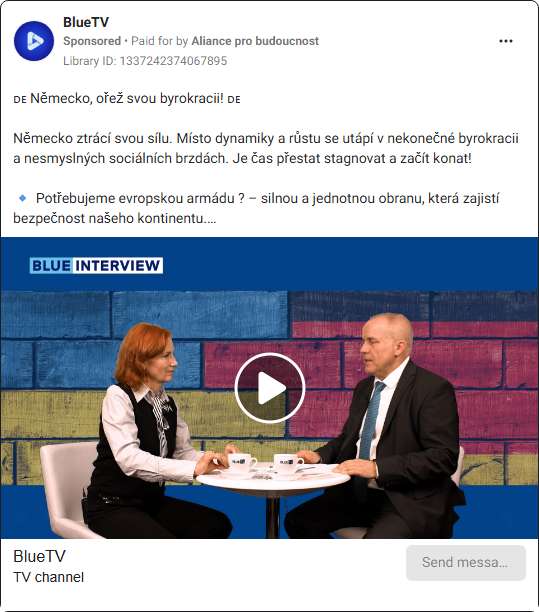 BlueTV
Sponsored • Paid for by Aliance pro budoucnost
Library ID: 1337242374067895
DE Německo, ořež svou byrokracii! DE
Německo ztrácí svou sílu. Místo dynamiky a růstu se utápí v nekonečné byrokracii
a nesmyslných sociálních brzdách. Je čas přestat stagnovat a začít konat!
🔹 Potřebujeme evropskou armádu ? – silnou a jednotnou obranu, která zajistí
bezpečnost našeho kontinentu....
BLUE INTERVIEW
BLUE
BLUE
BlueTV
TV channel
Send messa...